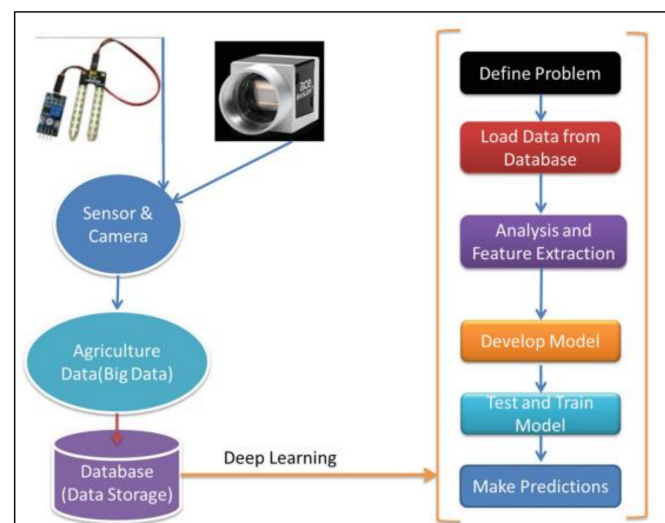 Sensor &
Camera
Agriculture
Data(Big Data)
Database
(Data Storage)
Deep Learning
Define Problem
Load Data from
Database
Analysis and
Feature Extraction
Develop Model
Test and Train
Model
Make Predictions